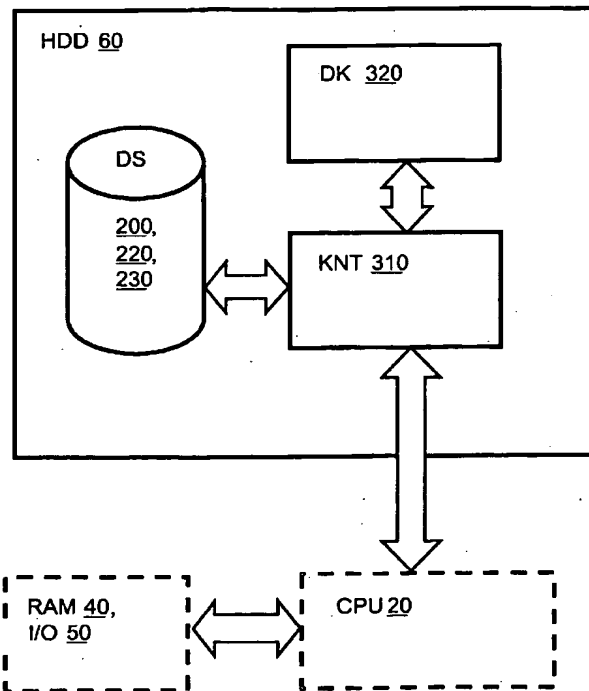 HDD 60
DK 320
DS
200,
220,
230
KNT 310
RAM 40,
I/O 50
CPU 20